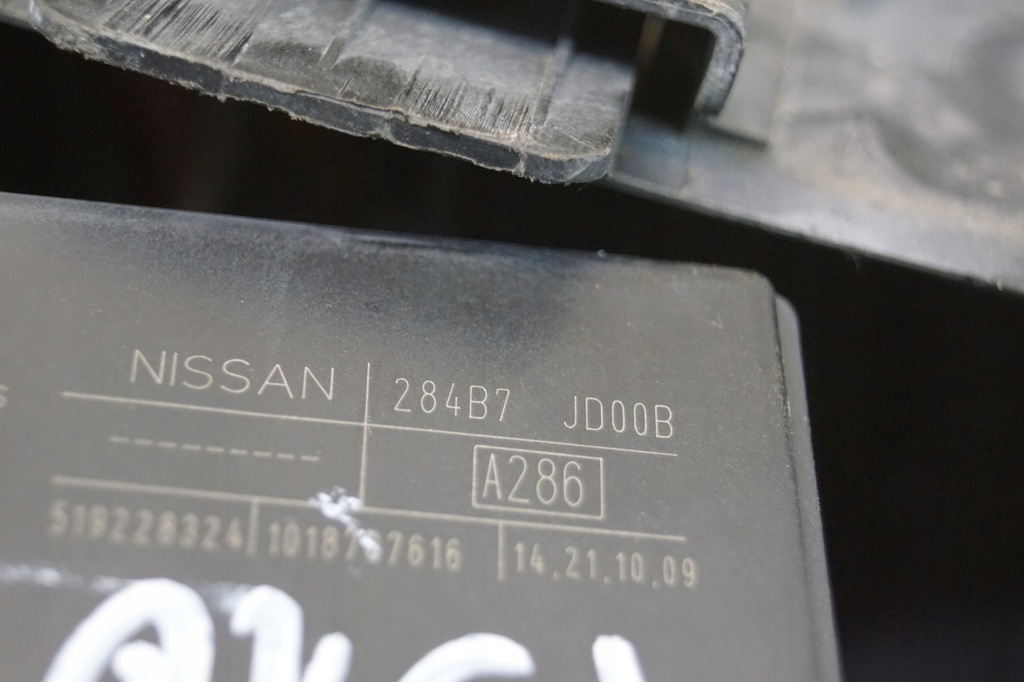 NISSAN 284B7 JD00B
--------- A286
519228324 14.21.10.09